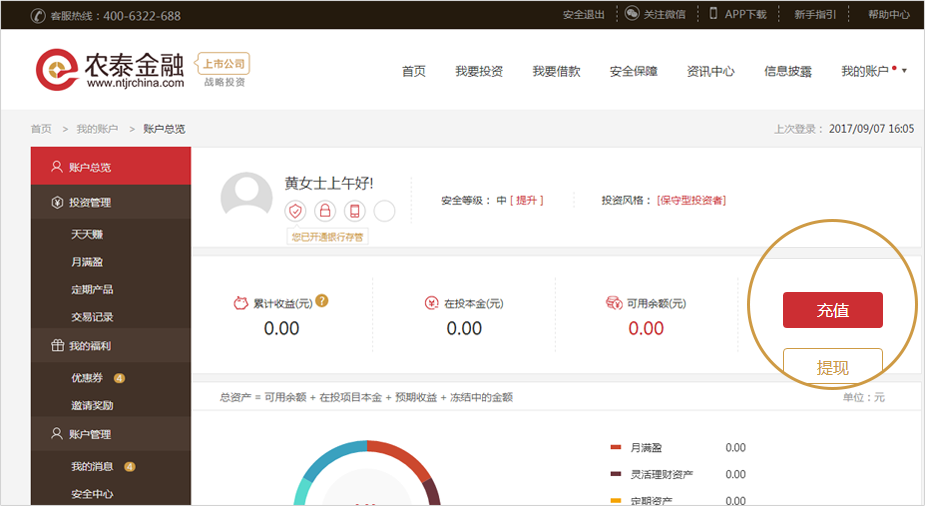 客服热线：400-6322-688
安全退出 关注微信 APP下载 新手指引 帮助中心
农泰金融
www.ntjrchina.com
上市公司
战略投资
首页 我要投资 我要借款 安全保障 资讯中心 信息披露 我的账户
首页 > 我的账户 > 账户总览
上次登录： 2017/09/07 16:05
账户总览
投资管理
天天赚
月满盈
定期产品
交易记录
我的福利
优惠券 4
邀请奖励
账户管理
我的消息 4
安全中心
黄女士上午好!
您已开通银行存管
安全等级： 中 [ 提升 ]
投资风格： [保守型投资者]
累计收益(元) ?
0.00
在投本金(元)
0.00
可用余额(元)
0.00
充值
提现
总资产 = 可用余额 + 在投项目本金 + 预期收益 + 冻结中的金额
单位：元
月满盈 0.00
灵活理财资产 0.00
定期资产 0.00